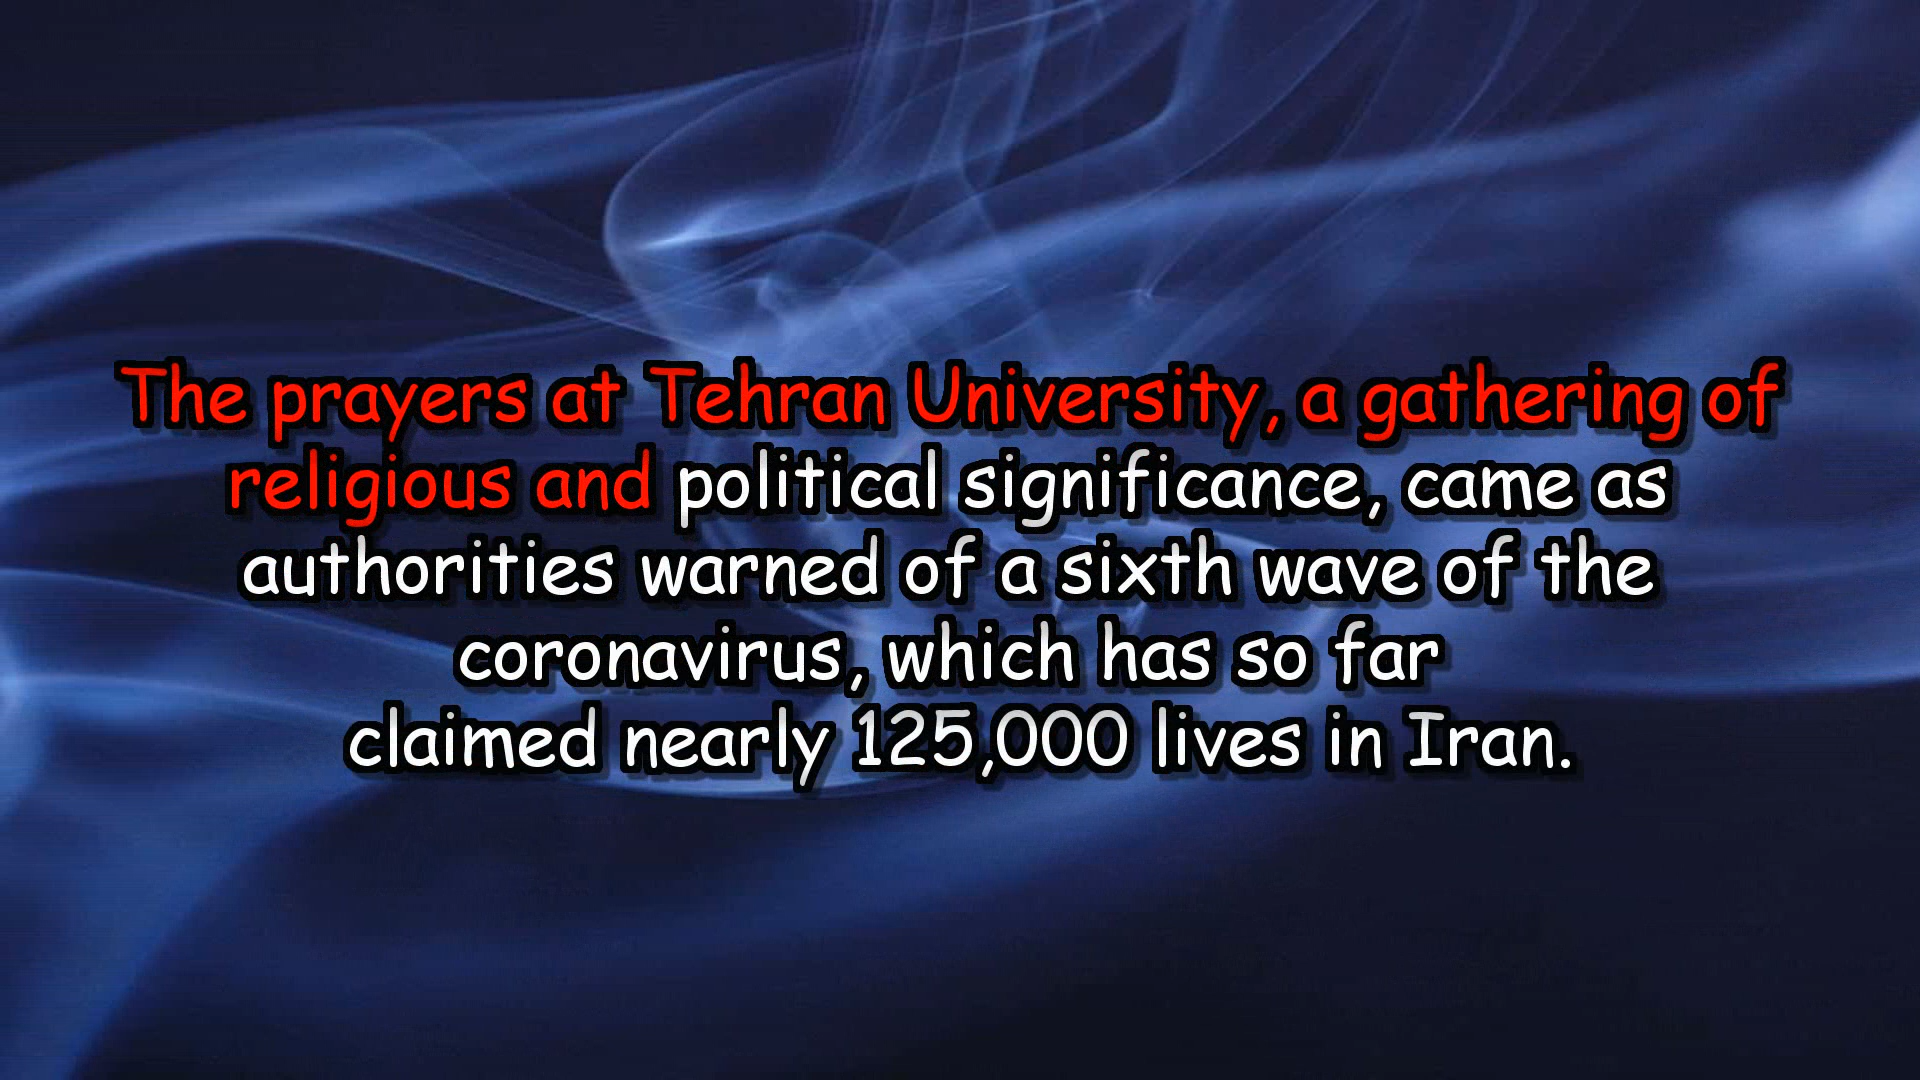 The prayers at Tehran University, a gathering of
religious and political significance, came as
authorities warned of a sixth wave of the
coronavirus, which has so far
claimed nearly 125,000 lives in Iran.